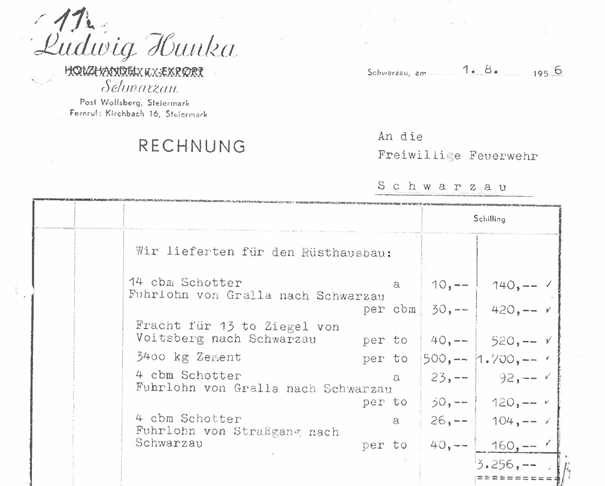 11.
Ludwig Hunka
HOLZHANDEL u. EXPORT
Schwarzau
Post Wolfsberg, Steiermark
Fernruf: Kirchbach 16, Steiermark
Schwarzau, am 1. 8. 1956
RECHNUNG
An die
Freiwillige Feuerwehr
Schwarzau
Schilling
Wir lieferten für den Rüsthausbau:
14 cbm Schotter a 10,-- 140,--
Fuhrlohn von Gralla nach Schwarzau
per cbm 30,-- 420,--
Fracht für 13 to Ziegel von
Voitsberg nach Schwarzau per to 40,-- 520,--
3400 kg Zement per to 500,-- 1.700,--
4 cbm Schotter a 23,-- 92,--
Fuhrlohn von Gralla nach Schwarzau
per to 30,-- 120,--
4 cbm Schotter a 26,-- 104,--
Fuhrlohn von Straßgang nach
Schwarzau per to 40,-- 160,--
3.256,--